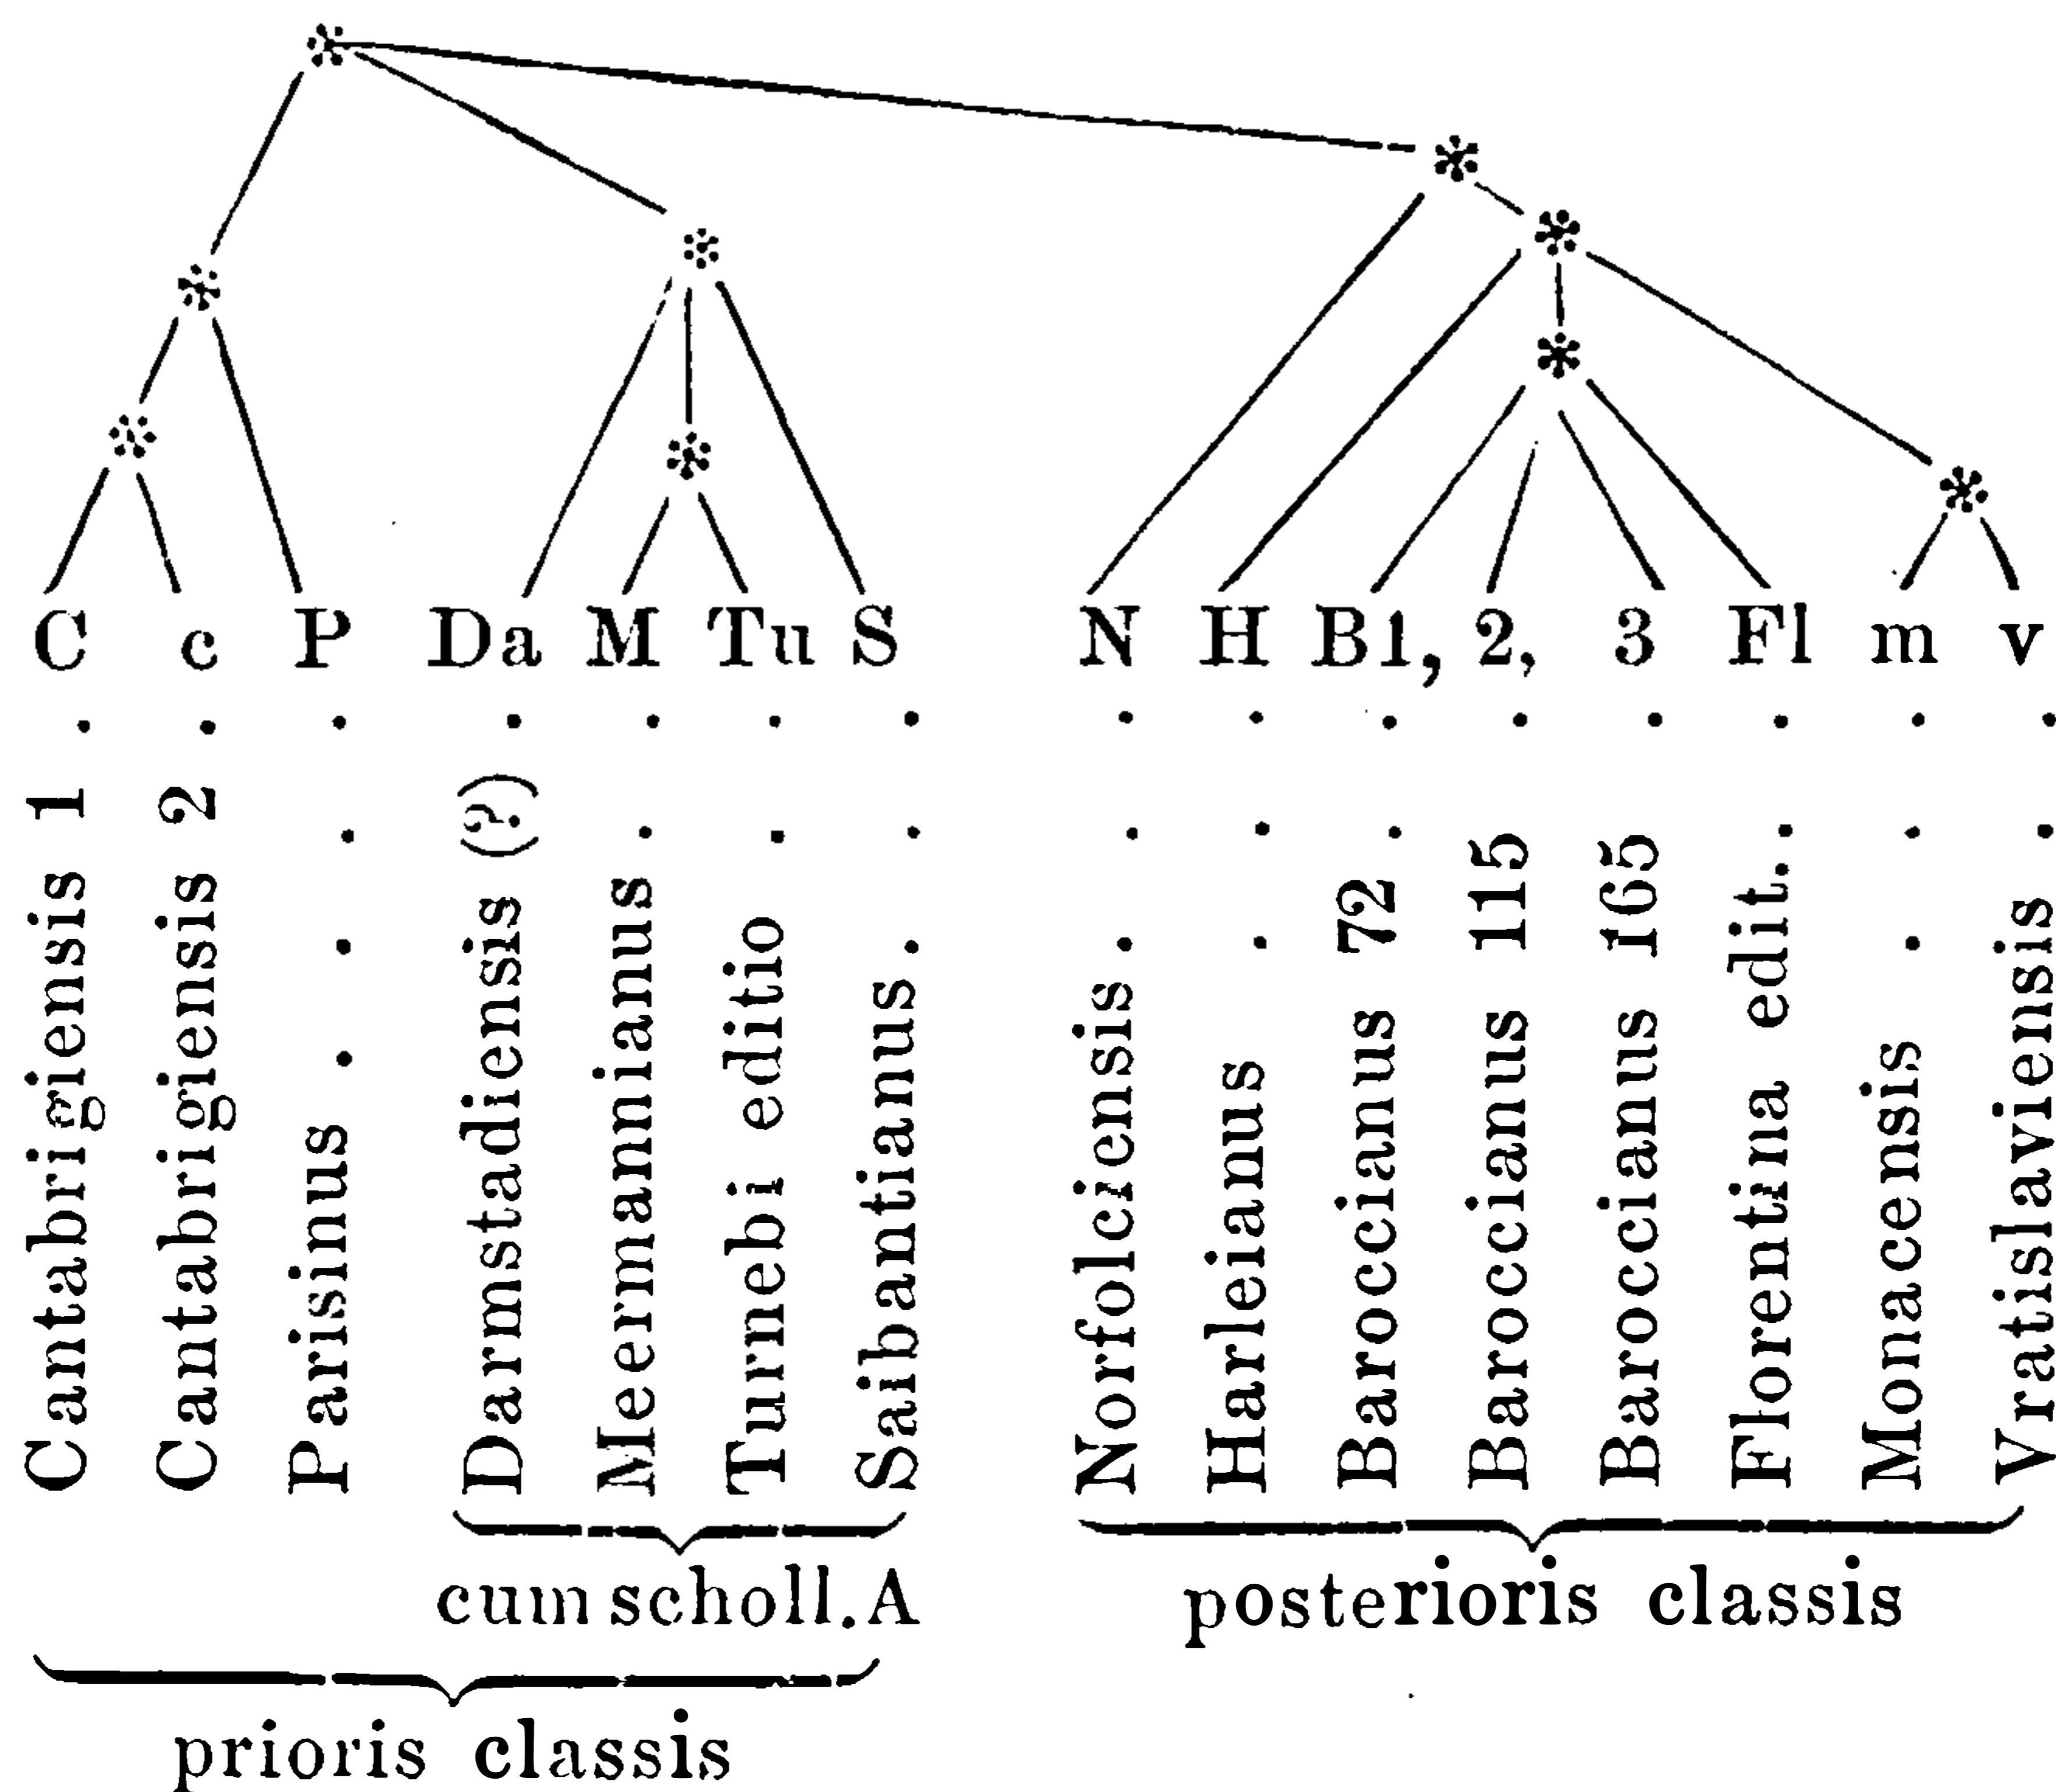 C c P Da M Tu S N H B1, 2, 3 Fl m v
Cantabrigiensis 1 .
Cantabrigiensis 2 .
Parisinus . . . .
Darmstadiensis (?) .
Meermannianus . .
Turnebi editio . .
Saibantianus . . .
Norfolciensis . . .
Harleianus . . .
Baroccianus 72 . .
Baroccianus 115 .
Baroccianus 165 .
Florentina edit. . .
Monacensis . . .
Vratislaviensis . .
cum scholl. A
posterioris classis
prioris classis